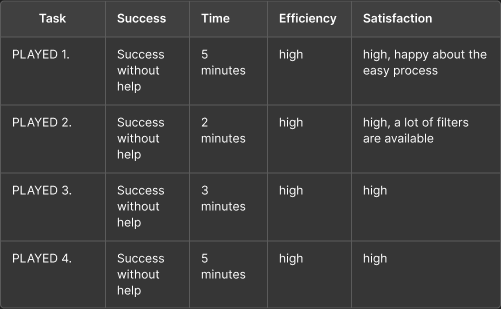 Task Success Time Efficiency Satisfaction
PLAYED 1. Success 5 high high, happy about the
without minutes easy process
help
PLAYED 2. Success 2 high high, a lot of filters
without minutes are available
help
PLAYED 3. Success 3 high high
without minutes
help
PLAYED 4. Success 5 high high
without minutes
help